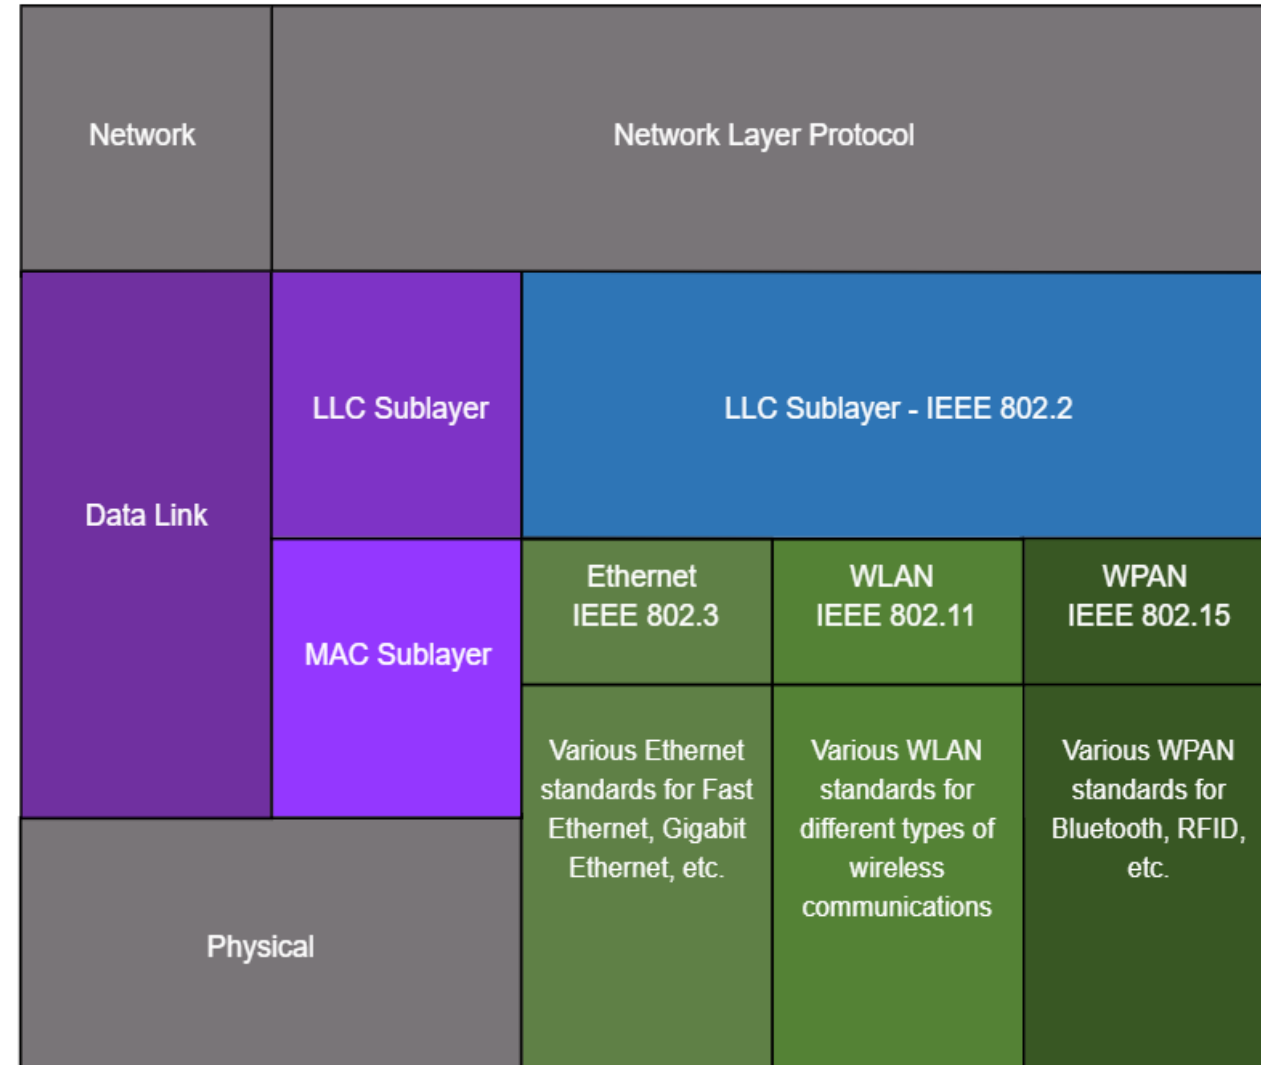 Network
Network Layer Protocol
LLC Sublayer
LLC Sublayer - IEEE 802.2
Data Link
MAC Sublayer
Ethernet
IEEE 802.3
WLAN
IEEE 802.11
WPAN
IEEE 802.15
Various Ethernet
standards for Fast
Ethernet, Gigabit
Ethernet, etc.
Various WLAN
standards for
different types of
wireless
communications
Various WPAN
standards for
Bluetooth, RFID,
etc.
Physical